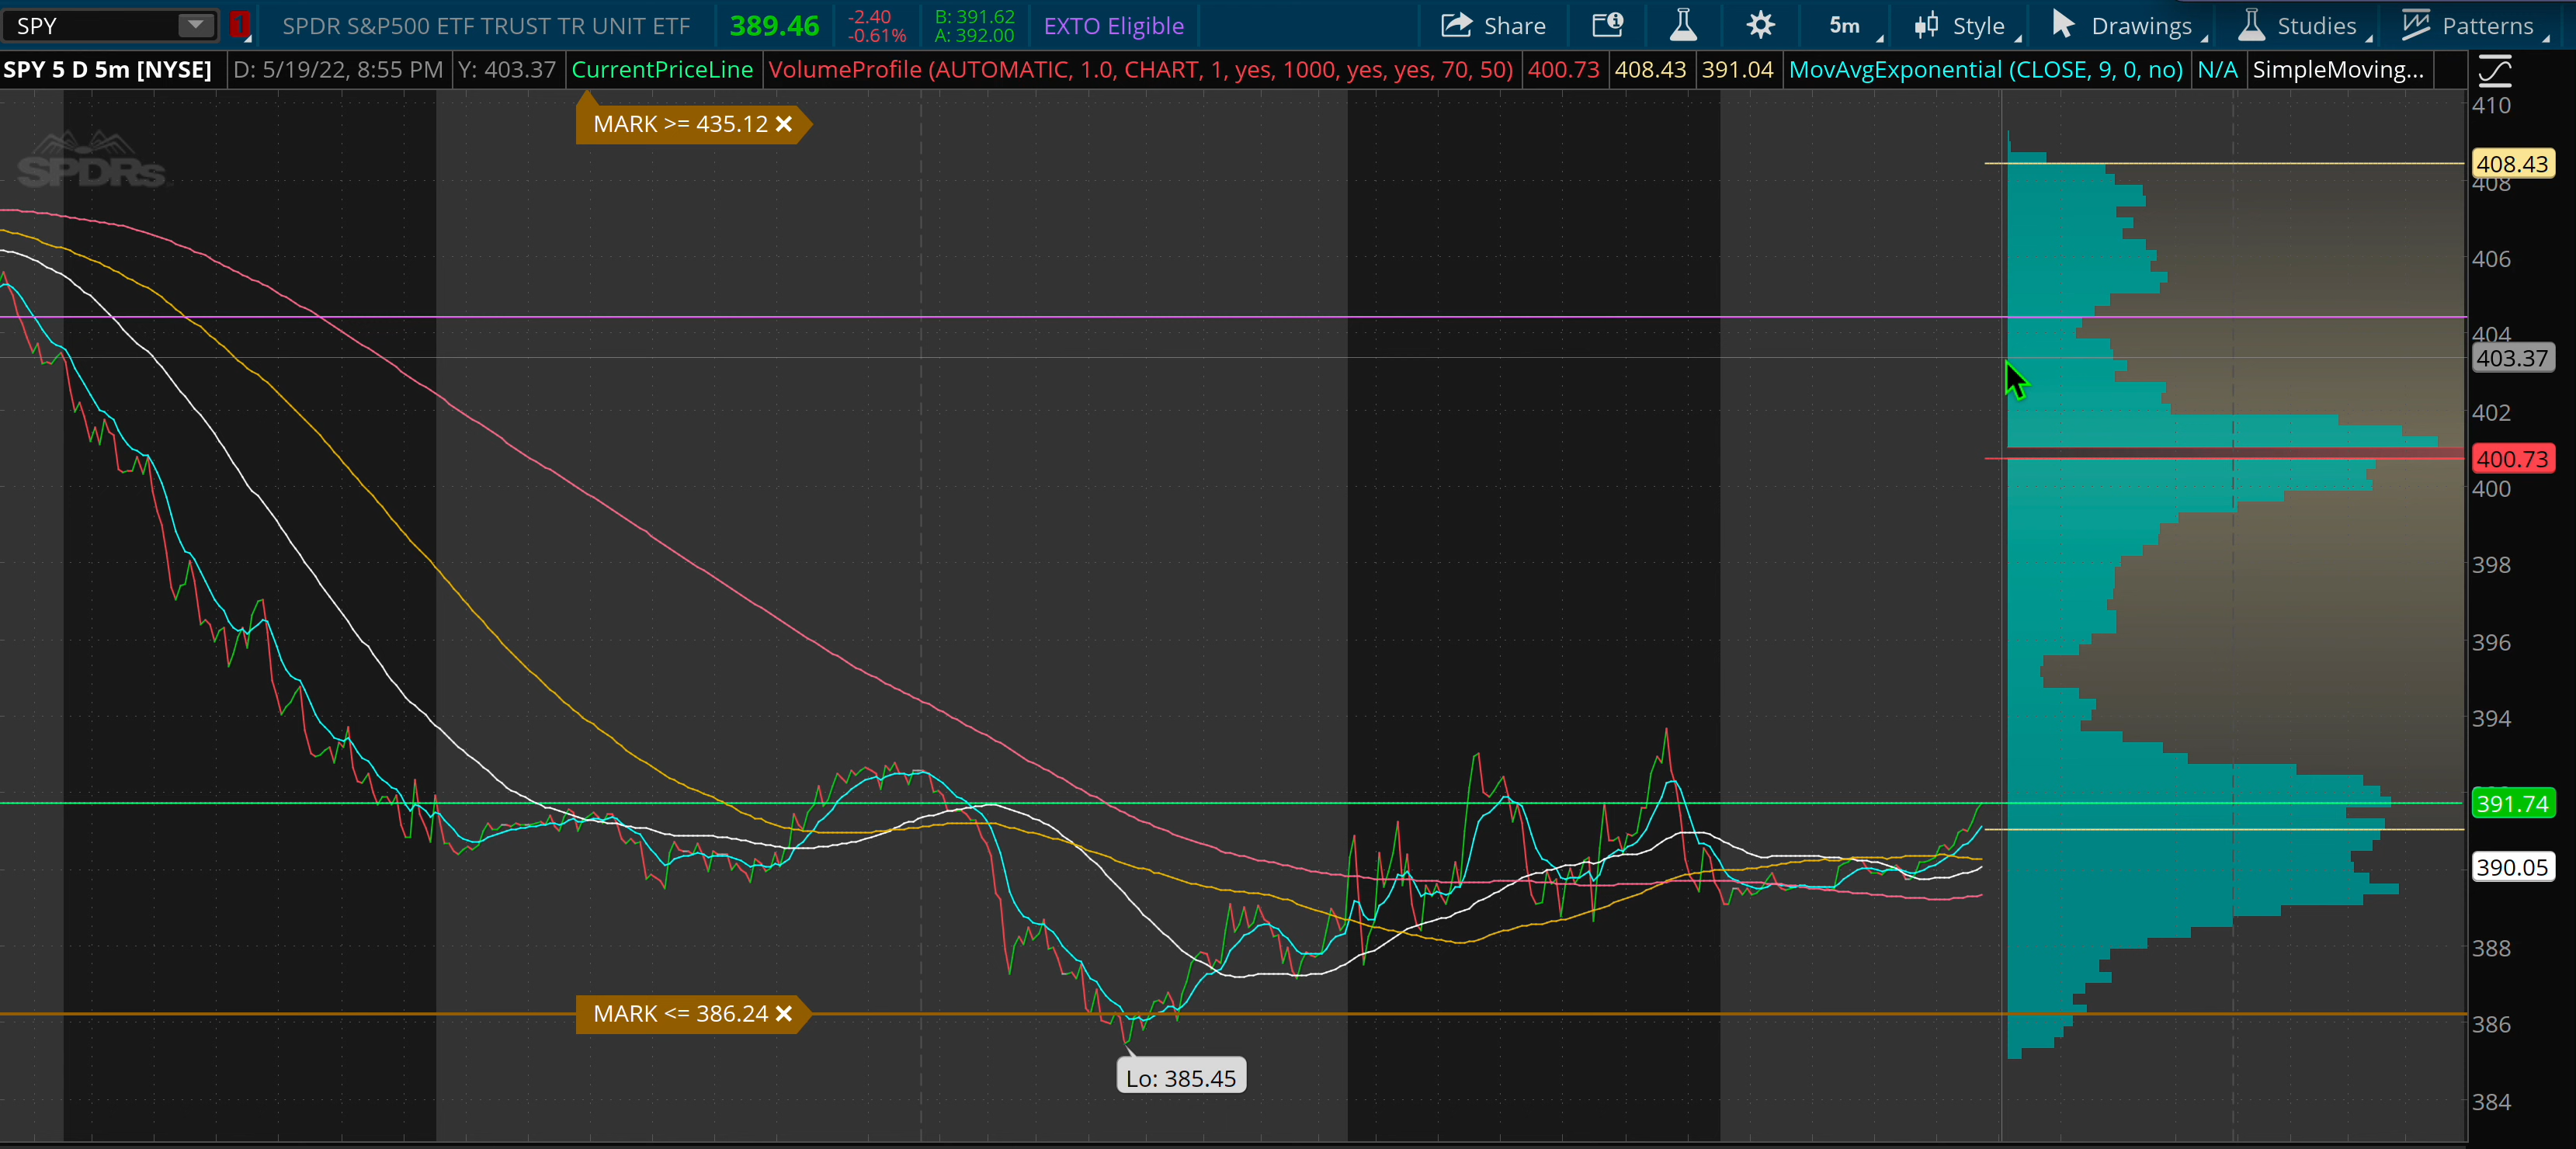 SPY
1
SPDR S&P500 ETF TRUST TR UNIT ETF
389.46
-2.40
-0.61%
B: 391.62
A: 392.00
EXTO Eligible
Share
5m
Style
Drawings
Studies
Patterns
SPY 5 D 5m [NYSE]
D: 5/19/22, 8:55 PM
Y: 403.37
CurrentPriceLine
VolumeProfile (AUTOMATIC, 1.0, CHART, 1, yes, 1000, yes, yes, 70, 50)
400.73
408.43
391.04
MovAvgExponential (CLOSE, 9, 0, no)
N/A
SimpleMoving...
410
MARK >= 435.12
SPDRs
408.43
408
406
404
403.37
402
400.73
400
398
396
394
391.74
390.05
388
MARK <= 386.24
386
Lo: 385.45
384